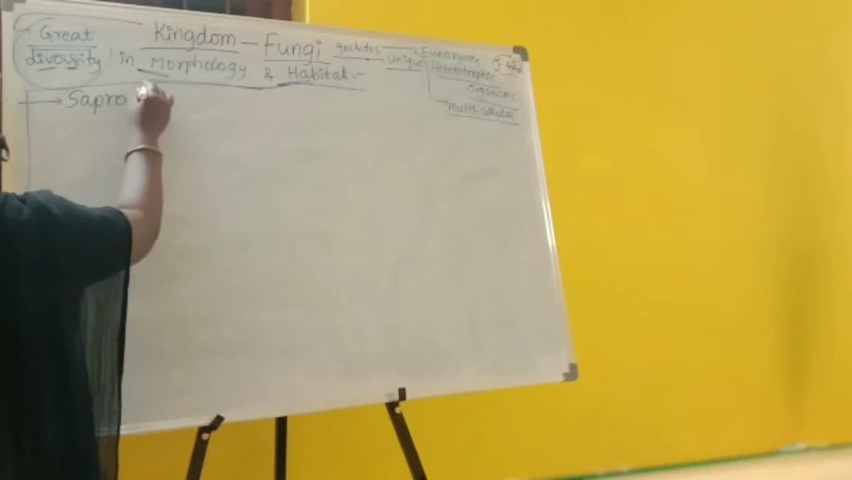 Kingdom - Fungi includes
Great diversity in Morphology & Habitat -
unique
Eukaryotic
Heterotrophic
Organisms
Multi cellular
→ Sapro